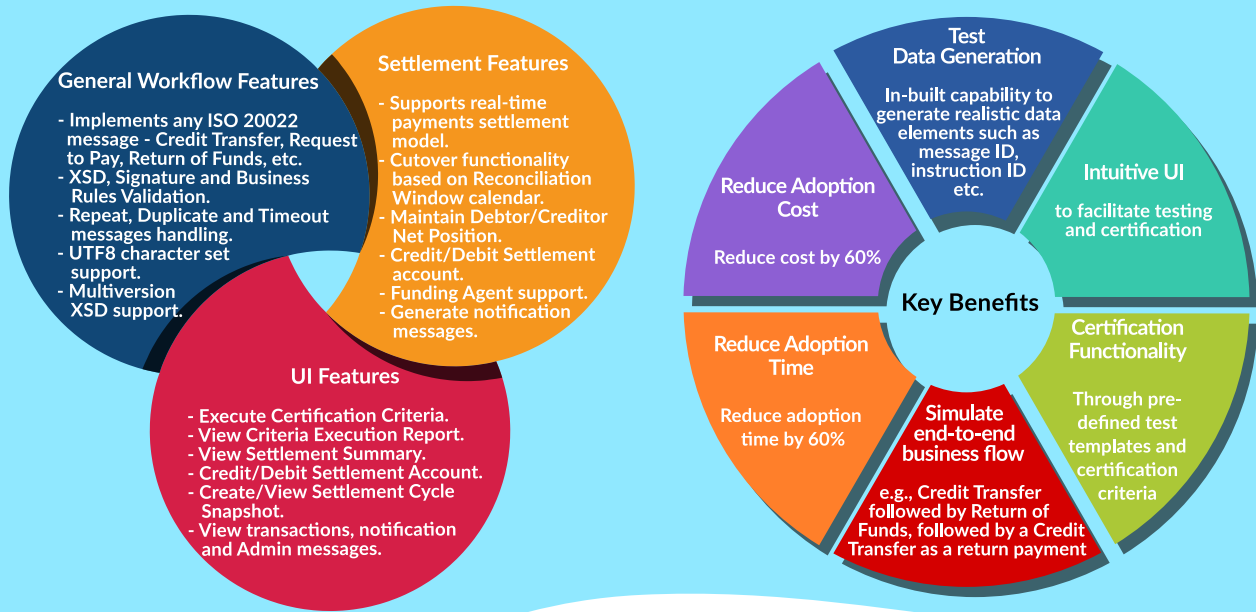 General Workflow Features
- Implements any ISO 20022
message - Credit Transfer, Request
to Pay, Return of Funds, etc.
- XSD, Signature and Business
Rules Validation.
- Repeat, Duplicate and Timeout
messages handling.
- UTF8 character set
support.
- Multiversion
XSD support.
Settlement Features
- Supports real-time
payments settlement
model.
- Cutover functionality
based on Reconciliation
Window calendar.
- Maintain Debtor/Creditor
Net Position.
- Credit/Debit Settlement
account.
- Funding Agent support.
- Generate notification
messages.
UI Features
- Execute Certification Criteria.
- View Criteria Execution Report.
- View Settlement Summary.
- Credit/Debit Settlement Account.
- Create/View Settlement Cycle
Snapshot.
- View transactions, notification
and Admin messages.
Key Benefits
Test
Data Generation
In-built capability to
generate realistic data
elements such as
message ID,
instruction ID
etc.
Intuitive UI
to facilitate testing
and certification
Certification
Functionality
Through pre-
defined test
templates and
certification
criteria
Simulate
end-to-end
business flow
e.g., Credit Transfer
followed by Return of
Funds, followed by a Credit
Transfer as a return payment
Reduce Adoption
Time
Reduce adoption
time by 60%
Reduce Adoption
Cost
Reduce cost by 60%